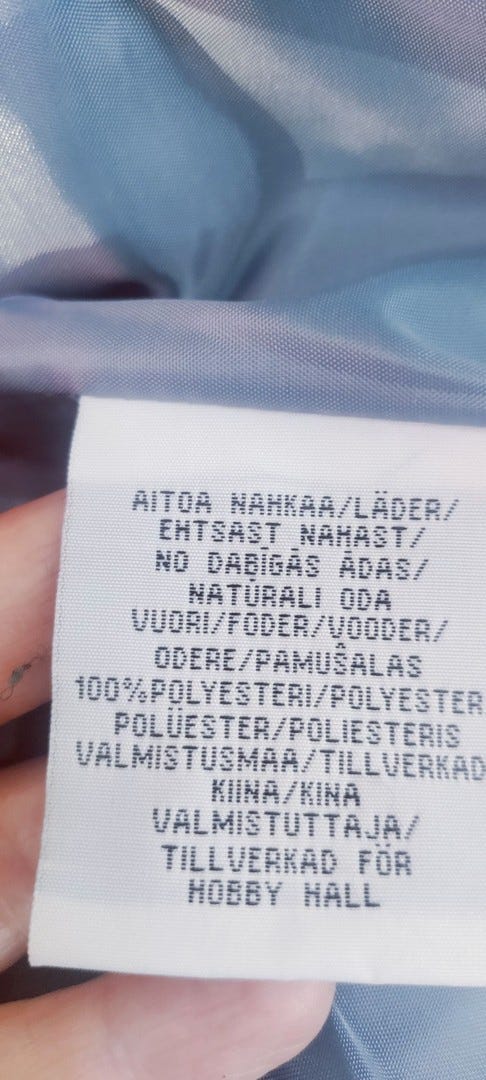 AITOA NAHKAA/LÄDER/
EHTSAST NAHAST/
NO DABĪGĀS ĀDAS/
NATŪRALI ODA
VUORI/FODER/VOODER/
ODERE/PAMUŠALAS
100%POLYESTERI/POLYESTER
POLÜESTER/POLIESTERIS
VALMISTUSMAA/TILLVERKAD
KIINA/KINA
VALMISTUTTAJA/
TILLVERKAD FÖR
HOBBY HALL